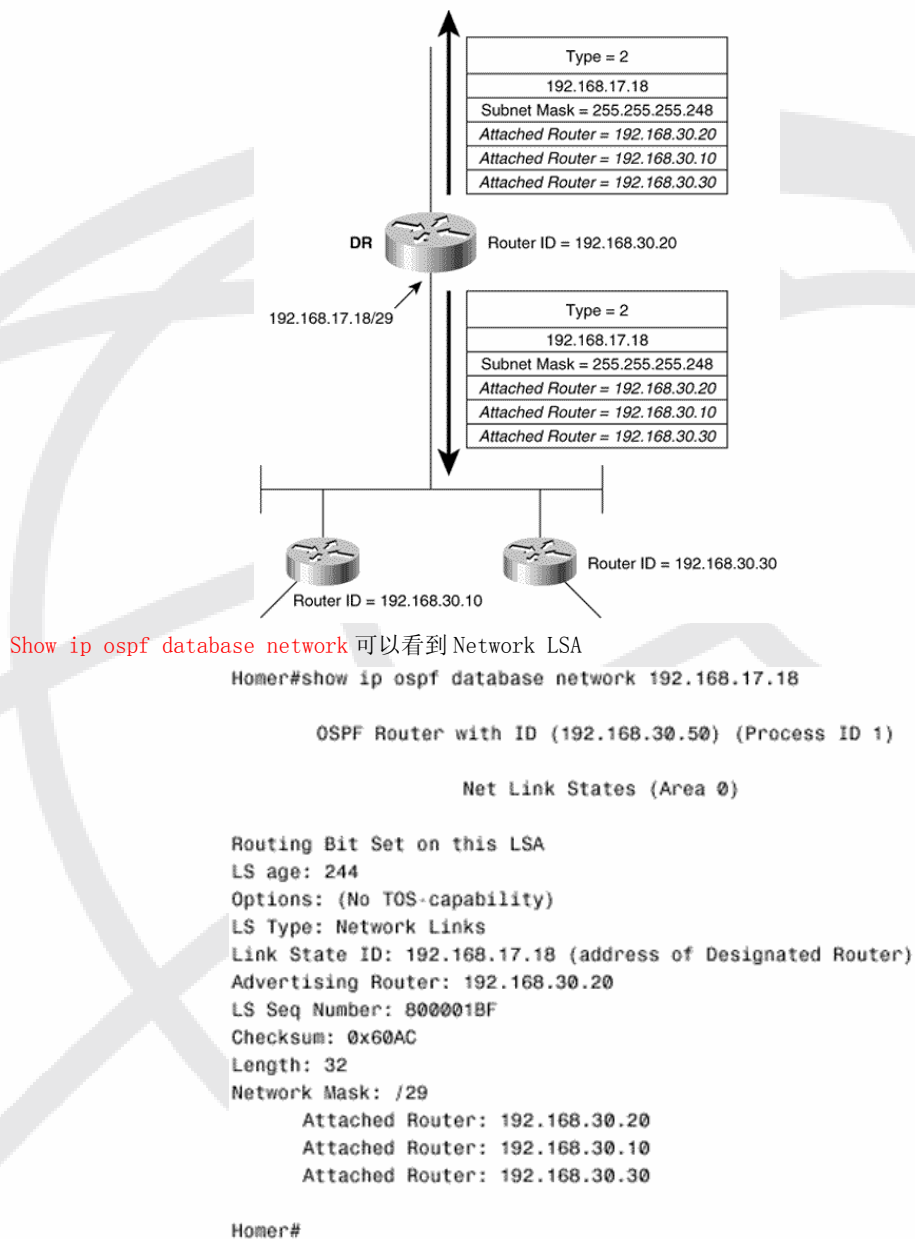 Type = 2
192.168.17.18
Subnet Mask = 255.255.255.248
Attached Router = 192.168.30.20
Attached Router = 192.168.30.10
Attached Router = 192.168.30.30
DR
Router ID = 192.168.30.20
192.168.17.18/29
Type = 2
192.168.17.18
Subnet Mask = 255.255.255.248
Attached Router = 192.168.30.20
Attached Router = 192.168.30.10
Attached Router = 192.168.30.30
Router ID = 192.168.30.30
Router ID = 192.168.30.10
Show ip ospf database network 可以看到 Network LSA
Homer#show ip ospf database network 192.168.17.18
OSPF Router with ID (192.168.30.50) (Process ID 1)
Net Link States (Area 0)
Routing Bit Set on this LSA
LS age: 244
Options: (No TOS-capability)
LS Type: Network Links
Link State ID: 192.168.17.18 (address of Designated Router)
Advertising Router: 192.168.30.20
LS Seq Number: 800001BF
Checksum: 0x60AC
Length: 32
Network Mask: /29
Attached Router: 192.168.30.20
Attached Router: 192.168.30.10
Attached Router: 192.168.30.30
Homer#